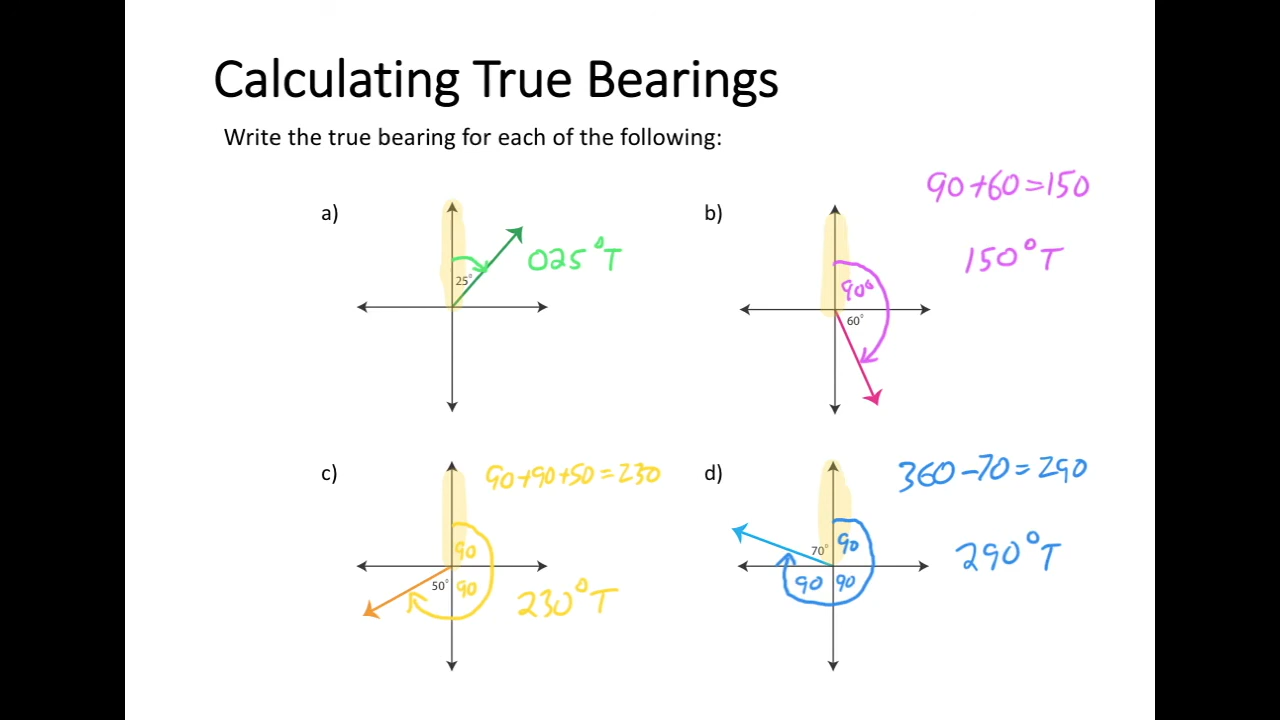 Calculating True Bearings
Write the true bearing for each of the following:
a)
25°
025°T
b)
90+60=150
150°T
90°
60°
c)
90+90+50=230
90
50°
90
230°T
d)
360-70=290
70°
90
90
90
290°T